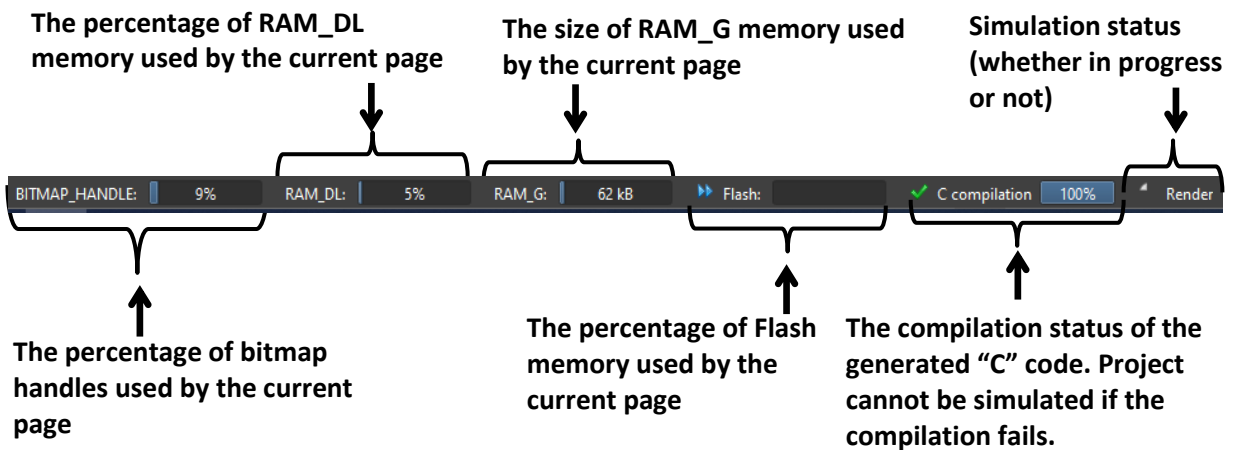 The percentage of RAM_DL
memory used by the current page
The size of RAM_G memory used
by the current page
Simulation status
(whether in progress
or not)
BITMAP_HANDLE: 9% RAM_DL: 5% RAM_G: 62 kB Flash: C compilation 100% Render
The percentage of bitmap
handles used by the current
page
The percentage of Flash
memory used by the
current page
The compilation status of the
generated “C” code. Project
cannot be simulated if the
compilation fails.